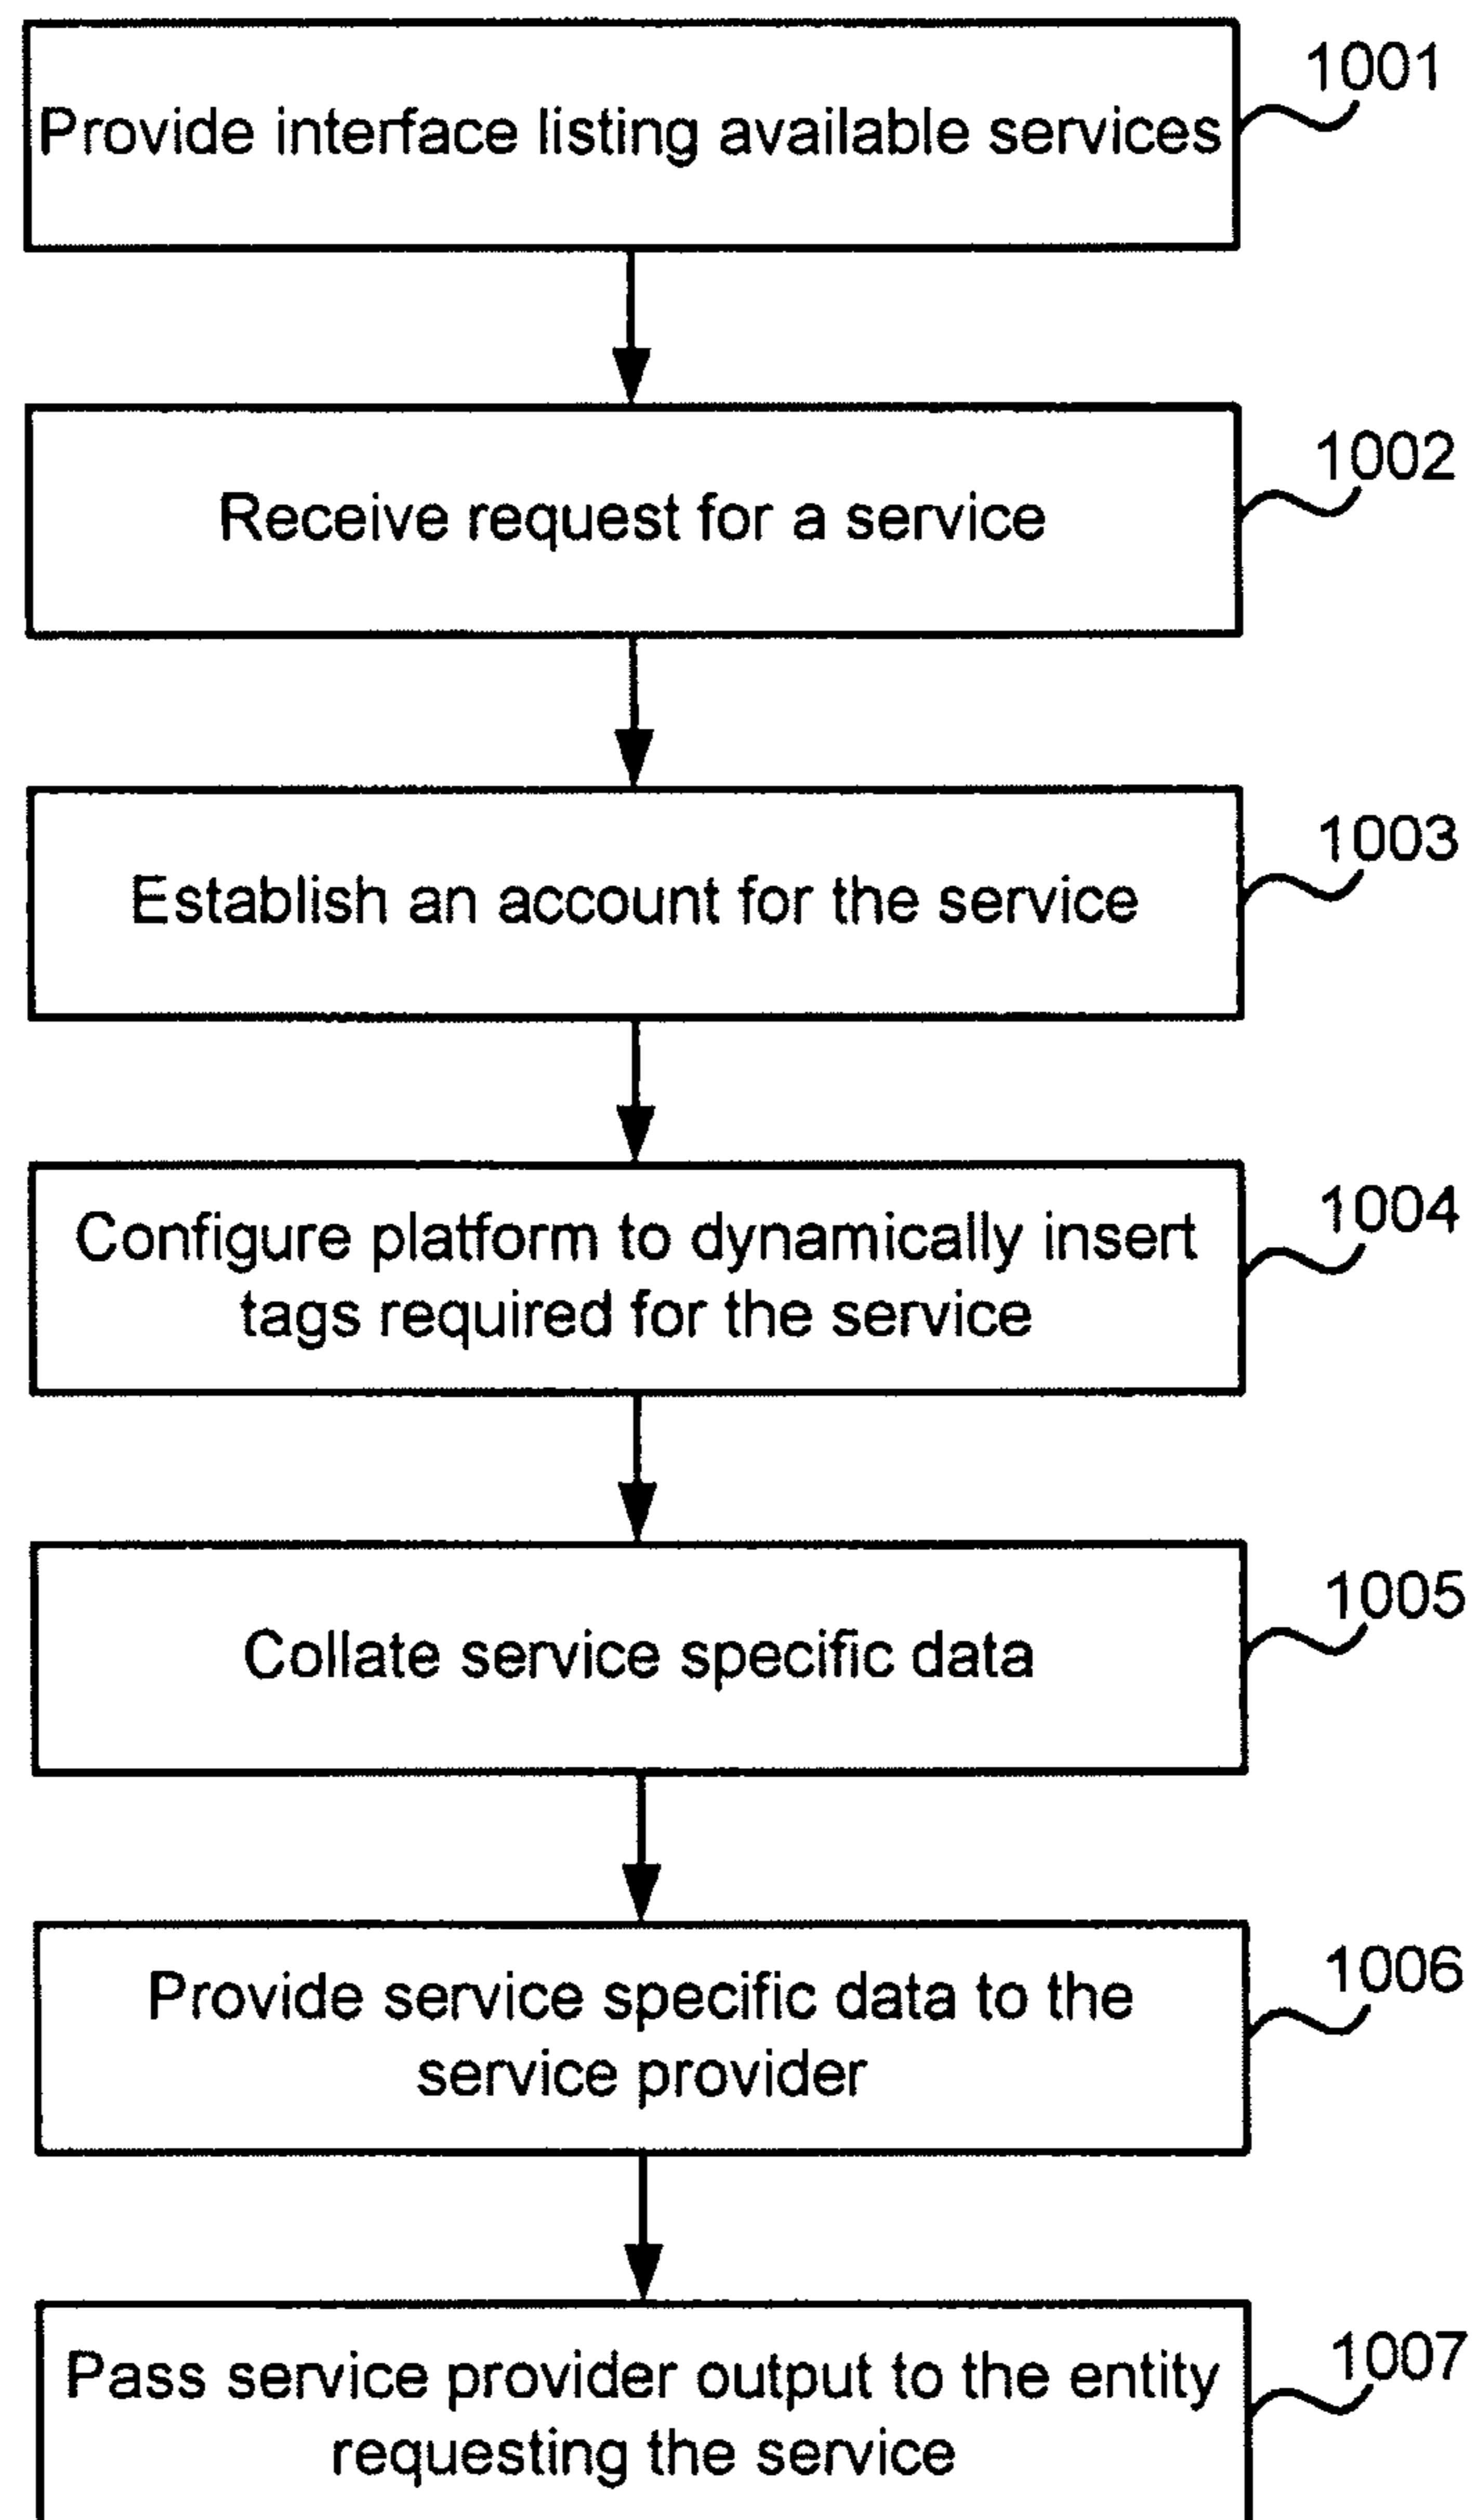 1001
Provide interface listing available services
1002
Receive request for a service
1003
Establish an account for the service
1004
Configure platform to dynamically insert
tags required for the service
1005
Collate service specific data
1006
Provide service specific data to the
service provider
1007
Pass service provider output to the entity
requesting the service